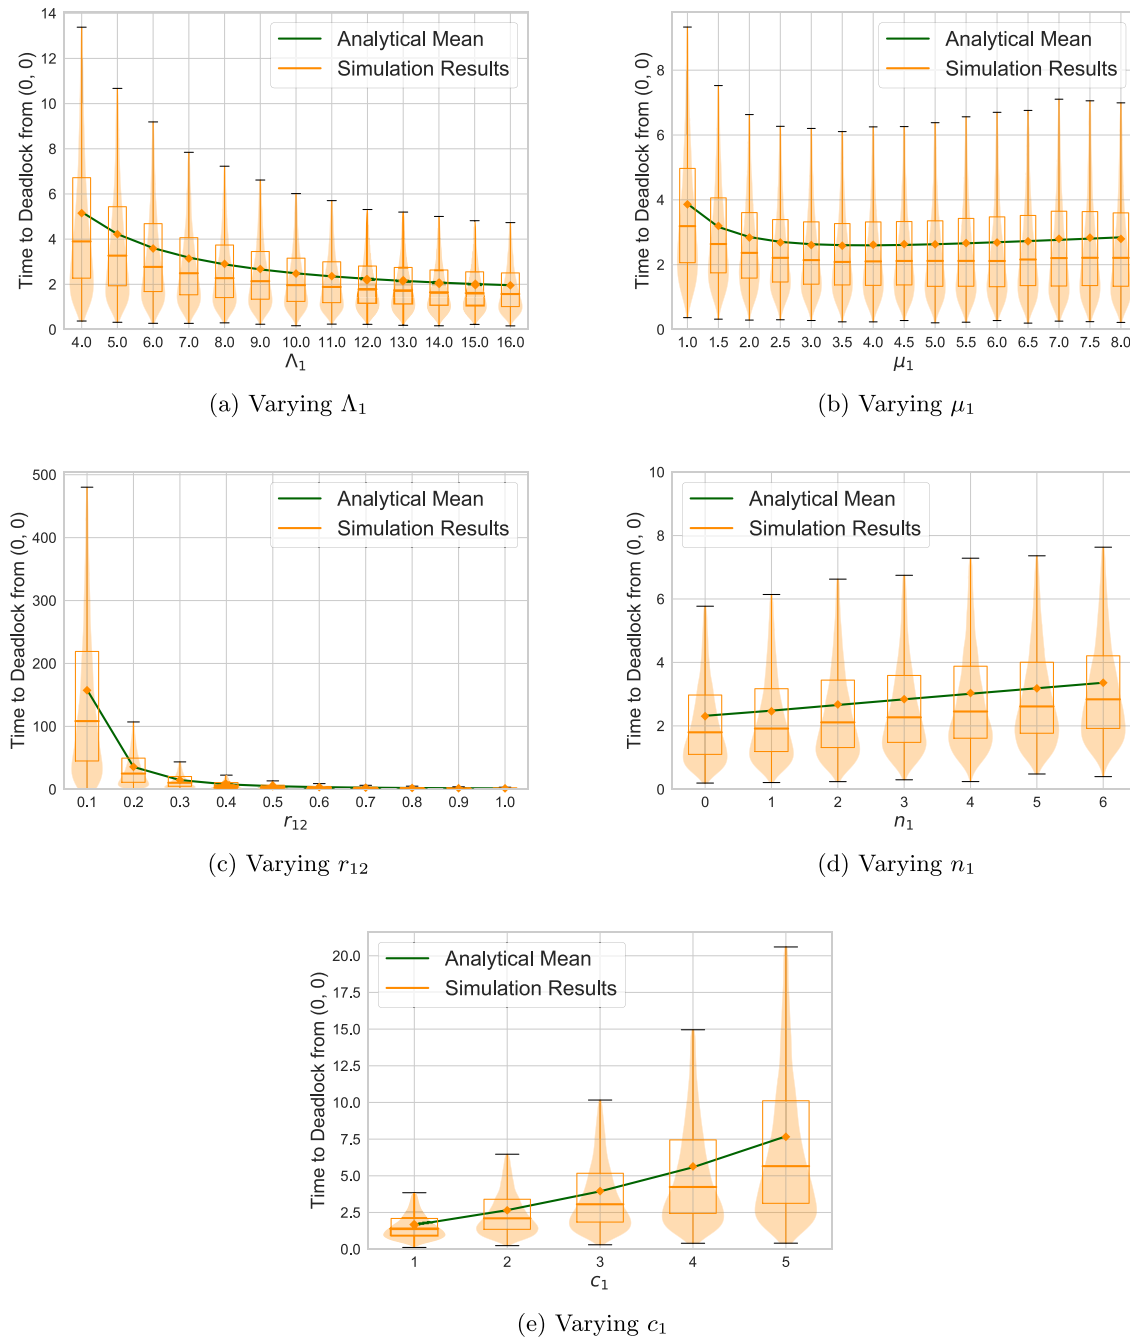 14
12
10
8
6
4
2
0
Time to Deadlock from (0, 0)
Analytical Mean
Simulation Results
4.0 5.0 6.0 7.0 8.0 9.0 10.0 11.0 12.0 13.0 14.0 15.0 16.0
Λ₁
(a) Varying Λ₁
8
6
4
2
0
Time to Deadlock from (0, 0)
Analytical Mean
Simulation Results
1.0 1.5 2.0 2.5 3.0 3.5 4.0 4.5 5.0 5.5 6.0 6.5 7.0 7.5 8.0
μ₁
(b) Varying μ₁
500
400
300
200
100
0
Time to Deadlock from (0, 0)
Analytical Mean
Simulation Results
0.1 0.2 0.3 0.4 0.5 0.6 0.7 0.8 0.9 1.0
r₁₂
(c) Varying r₁₂
10
8
6
4
2
0
Time to Deadlock from (0, 0)
Analytical Mean
Simulation Results
0 1 2 3 4 5 6
n₁
(d) Varying n₁
20.0
17.5
15.0
12.5
10.0
7.5
5.0
2.5
0.0
Time to Deadlock from (0, 0)
Analytical Mean
Simulation Results
1 2 3 4 5
c₁
(e) Varying c₁